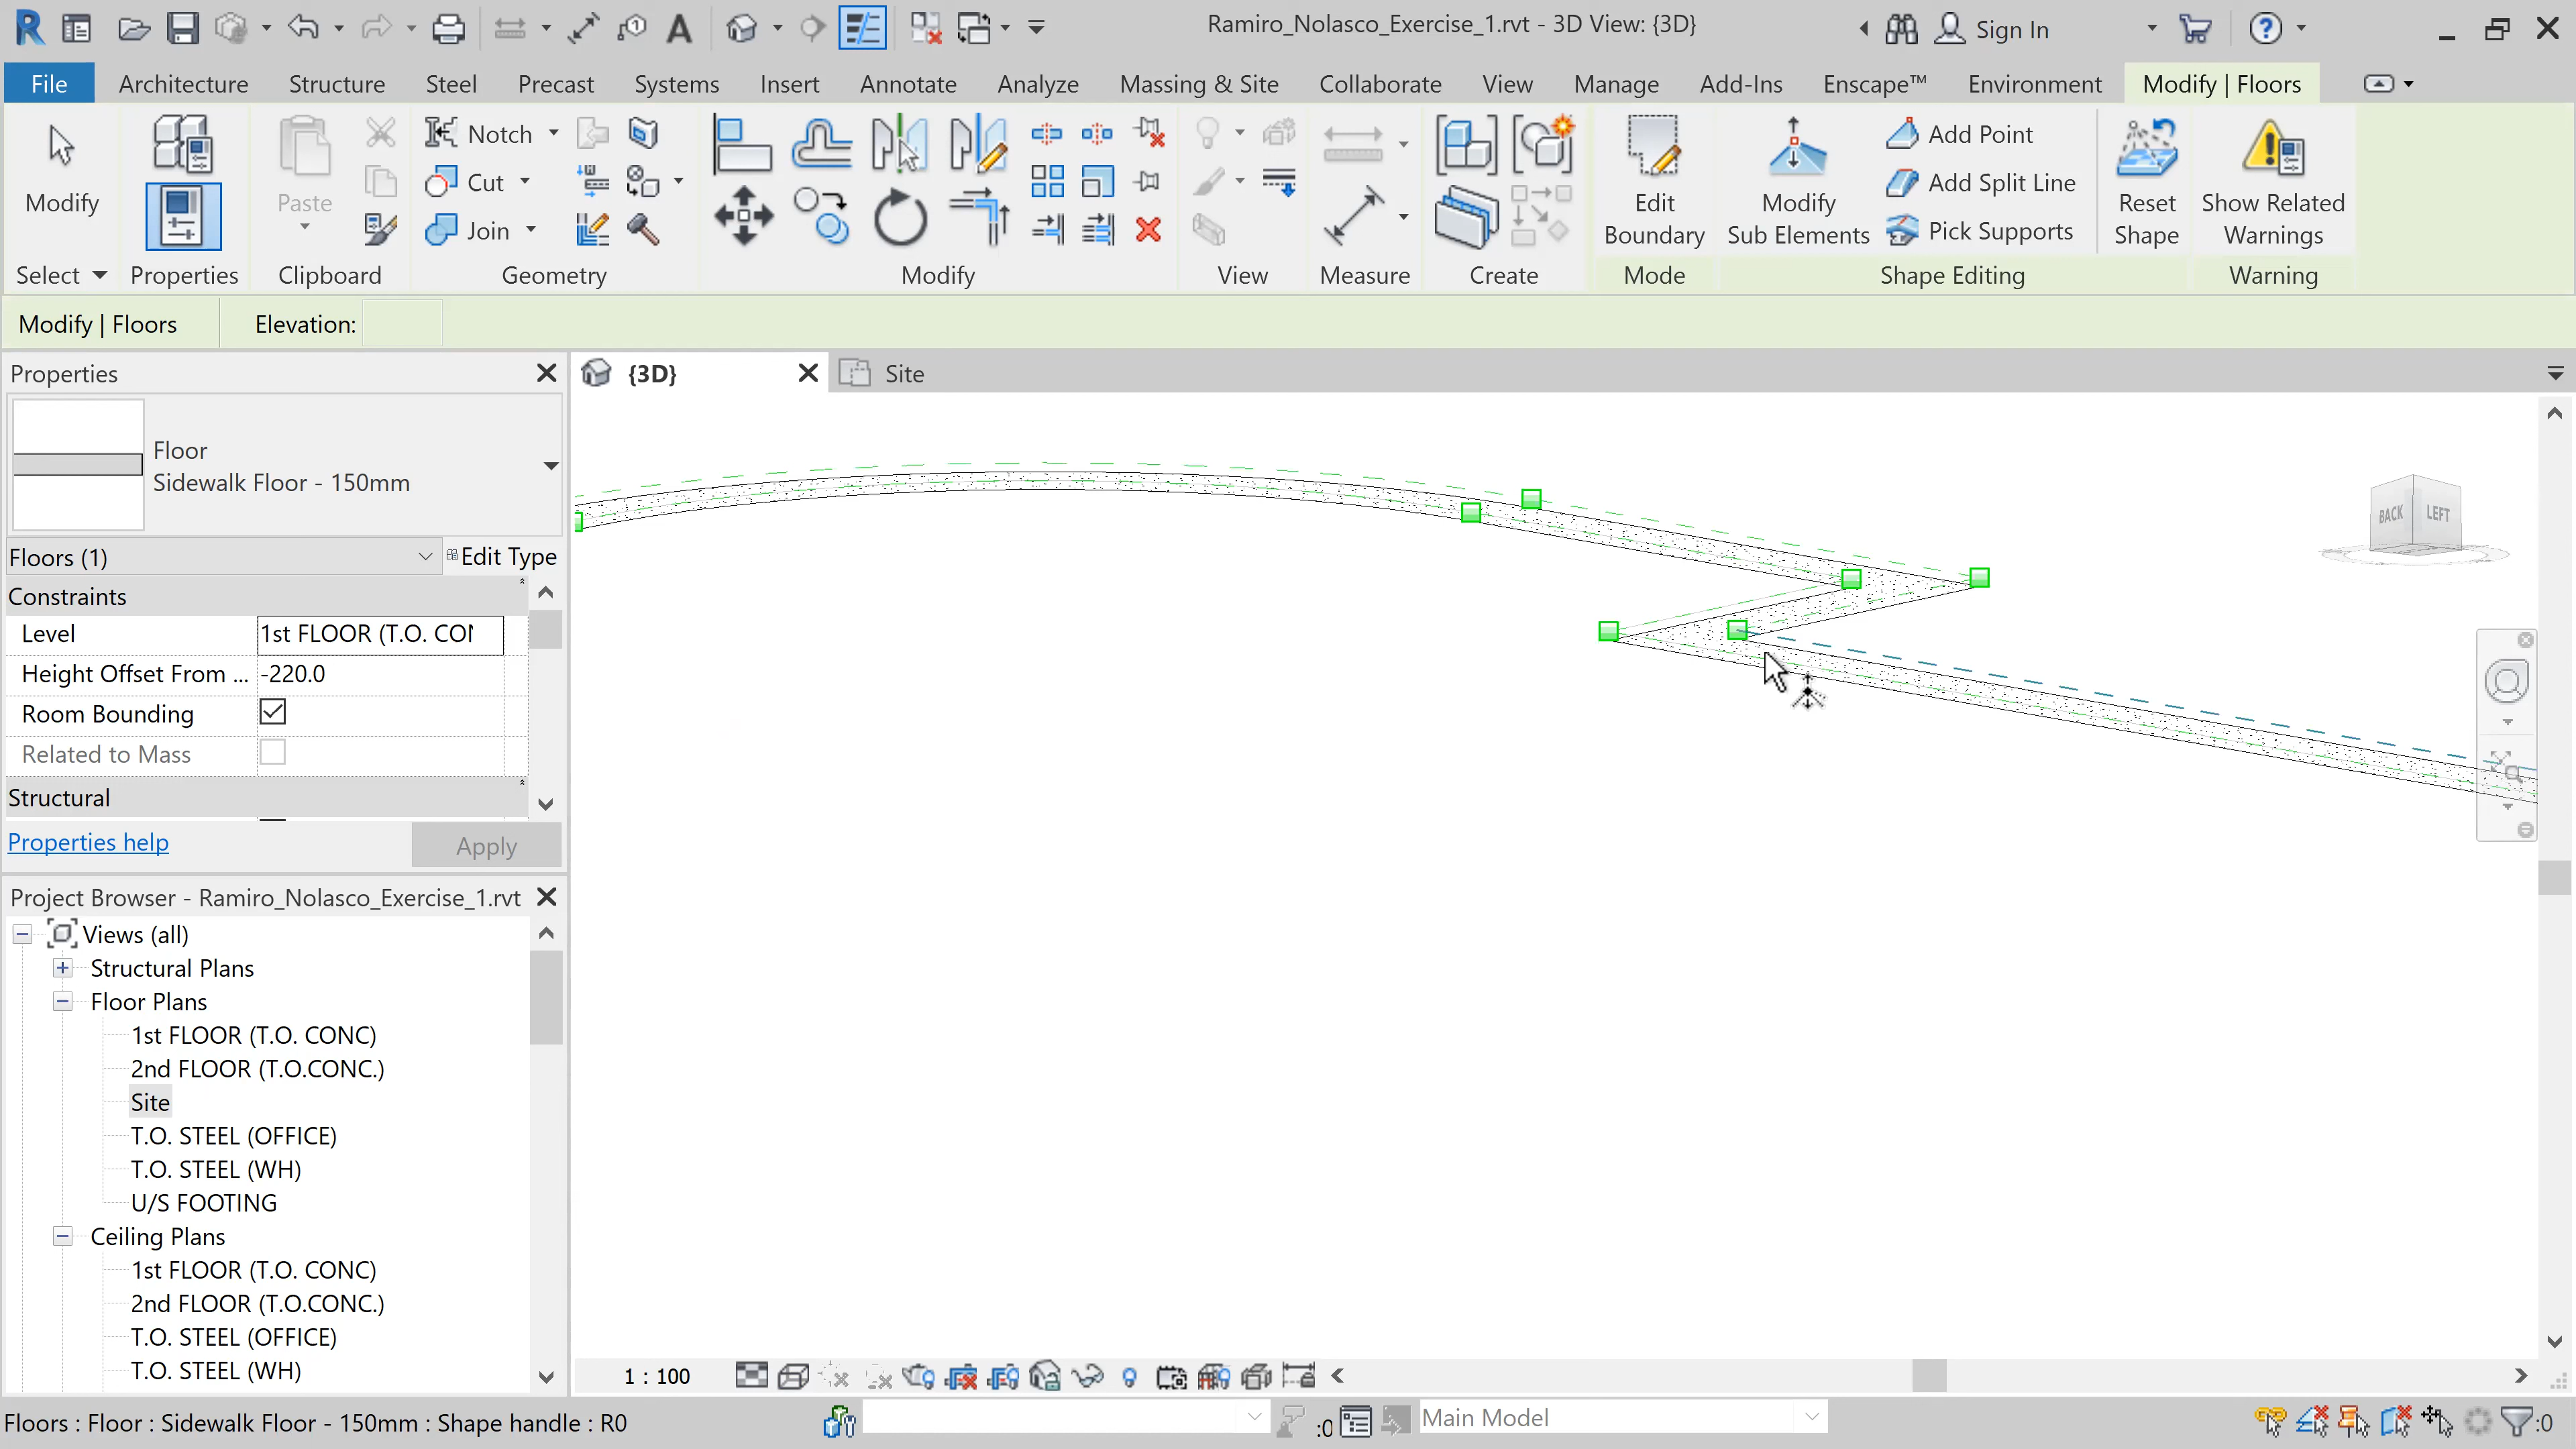 Ramiro_Nolasco_Exercise_1.rvt - 3D View: {3D}
Sign In
File Architecture Structure Steel Precast Systems Insert Annotate Analyze Massing & Site Collaborate View Manage Add-Ins Enscape™ Environment Modify | Floors
Notch
Add Point
Cut
Add Split Line
Modify
Paste
Join
Edit Boundary
Modify Sub Elements
Pick Supports
Reset Shape
Show Related Warnings
Select Properties Clipboard Geometry Modify View Measure Create Mode Shape Editing Warning
Modify | Floors Elevation:
Properties
{3D} Site
Floor
Sidewalk Floor - 150mm
Floors (1) Edit Type
Constraints
Level 1st FLOOR (T.O. CON
Height Offset From ... -220.0
Room Bounding
Related to Mass
Structural
Properties help Apply
BACK LEFT
Project Browser - Ramiro_Nolasco_Exercise_1.rvt
Views (all)
Structural Plans
Floor Plans
1st FLOOR (T.O. CONC)
2nd FLOOR (T.O.CONC.)
Site
T.O. STEEL (OFFICE)
T.O. STEEL (WH)
U/S FOOTING
Ceiling Plans
1st FLOOR (T.O. CONC)
2nd FLOOR (T.O.CONC.)
T.O. STEEL (OFFICE)
T.O. STEEL (WH)
1 : 100
Floors : Floor : Sidewalk Floor - 150mm : Shape handle : R0
:0
Main Model
:0